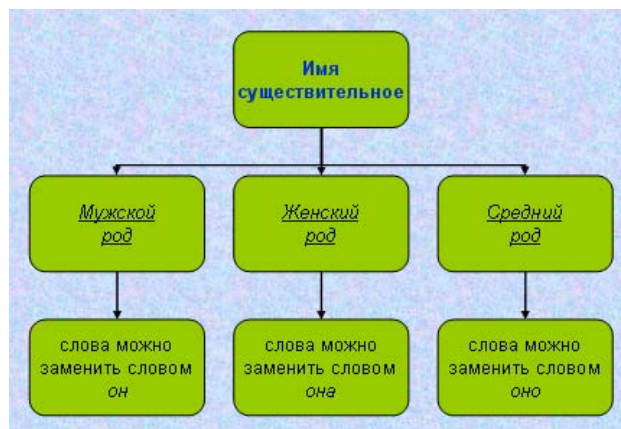 Имя
существительное
Мужской
род
Женский
род
Средний
род
слова можно
заменить словом
он
слова можно
заменить словом
она
слова можно
заменить словом
оно